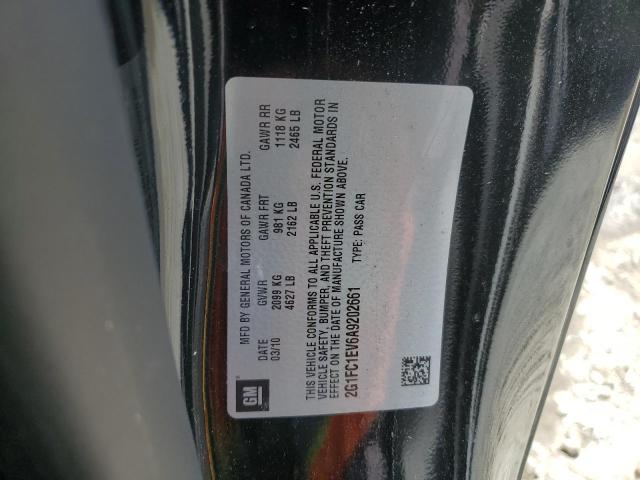 GM
MFD BY GENERAL MOTORS OF CANADA LTD.
DATE GVWR GAWR FRT GAWR RR
03/10 2099 KG 981 KG 1118 KG
4627 LB 2162 LB 2465 LB
THIS VEHICLE CONFORMS TO ALL APPLICABLE U.S. FEDERAL MOTOR
VEHICLE SAFETY, BUMPER, AND THEFT PREVENTION STANDARDS IN
EFFECT ON THE DATE OF MANUFACTURE SHOWN ABOVE.
2G1FC1EV6A9202661 TYPE: PASS CAR